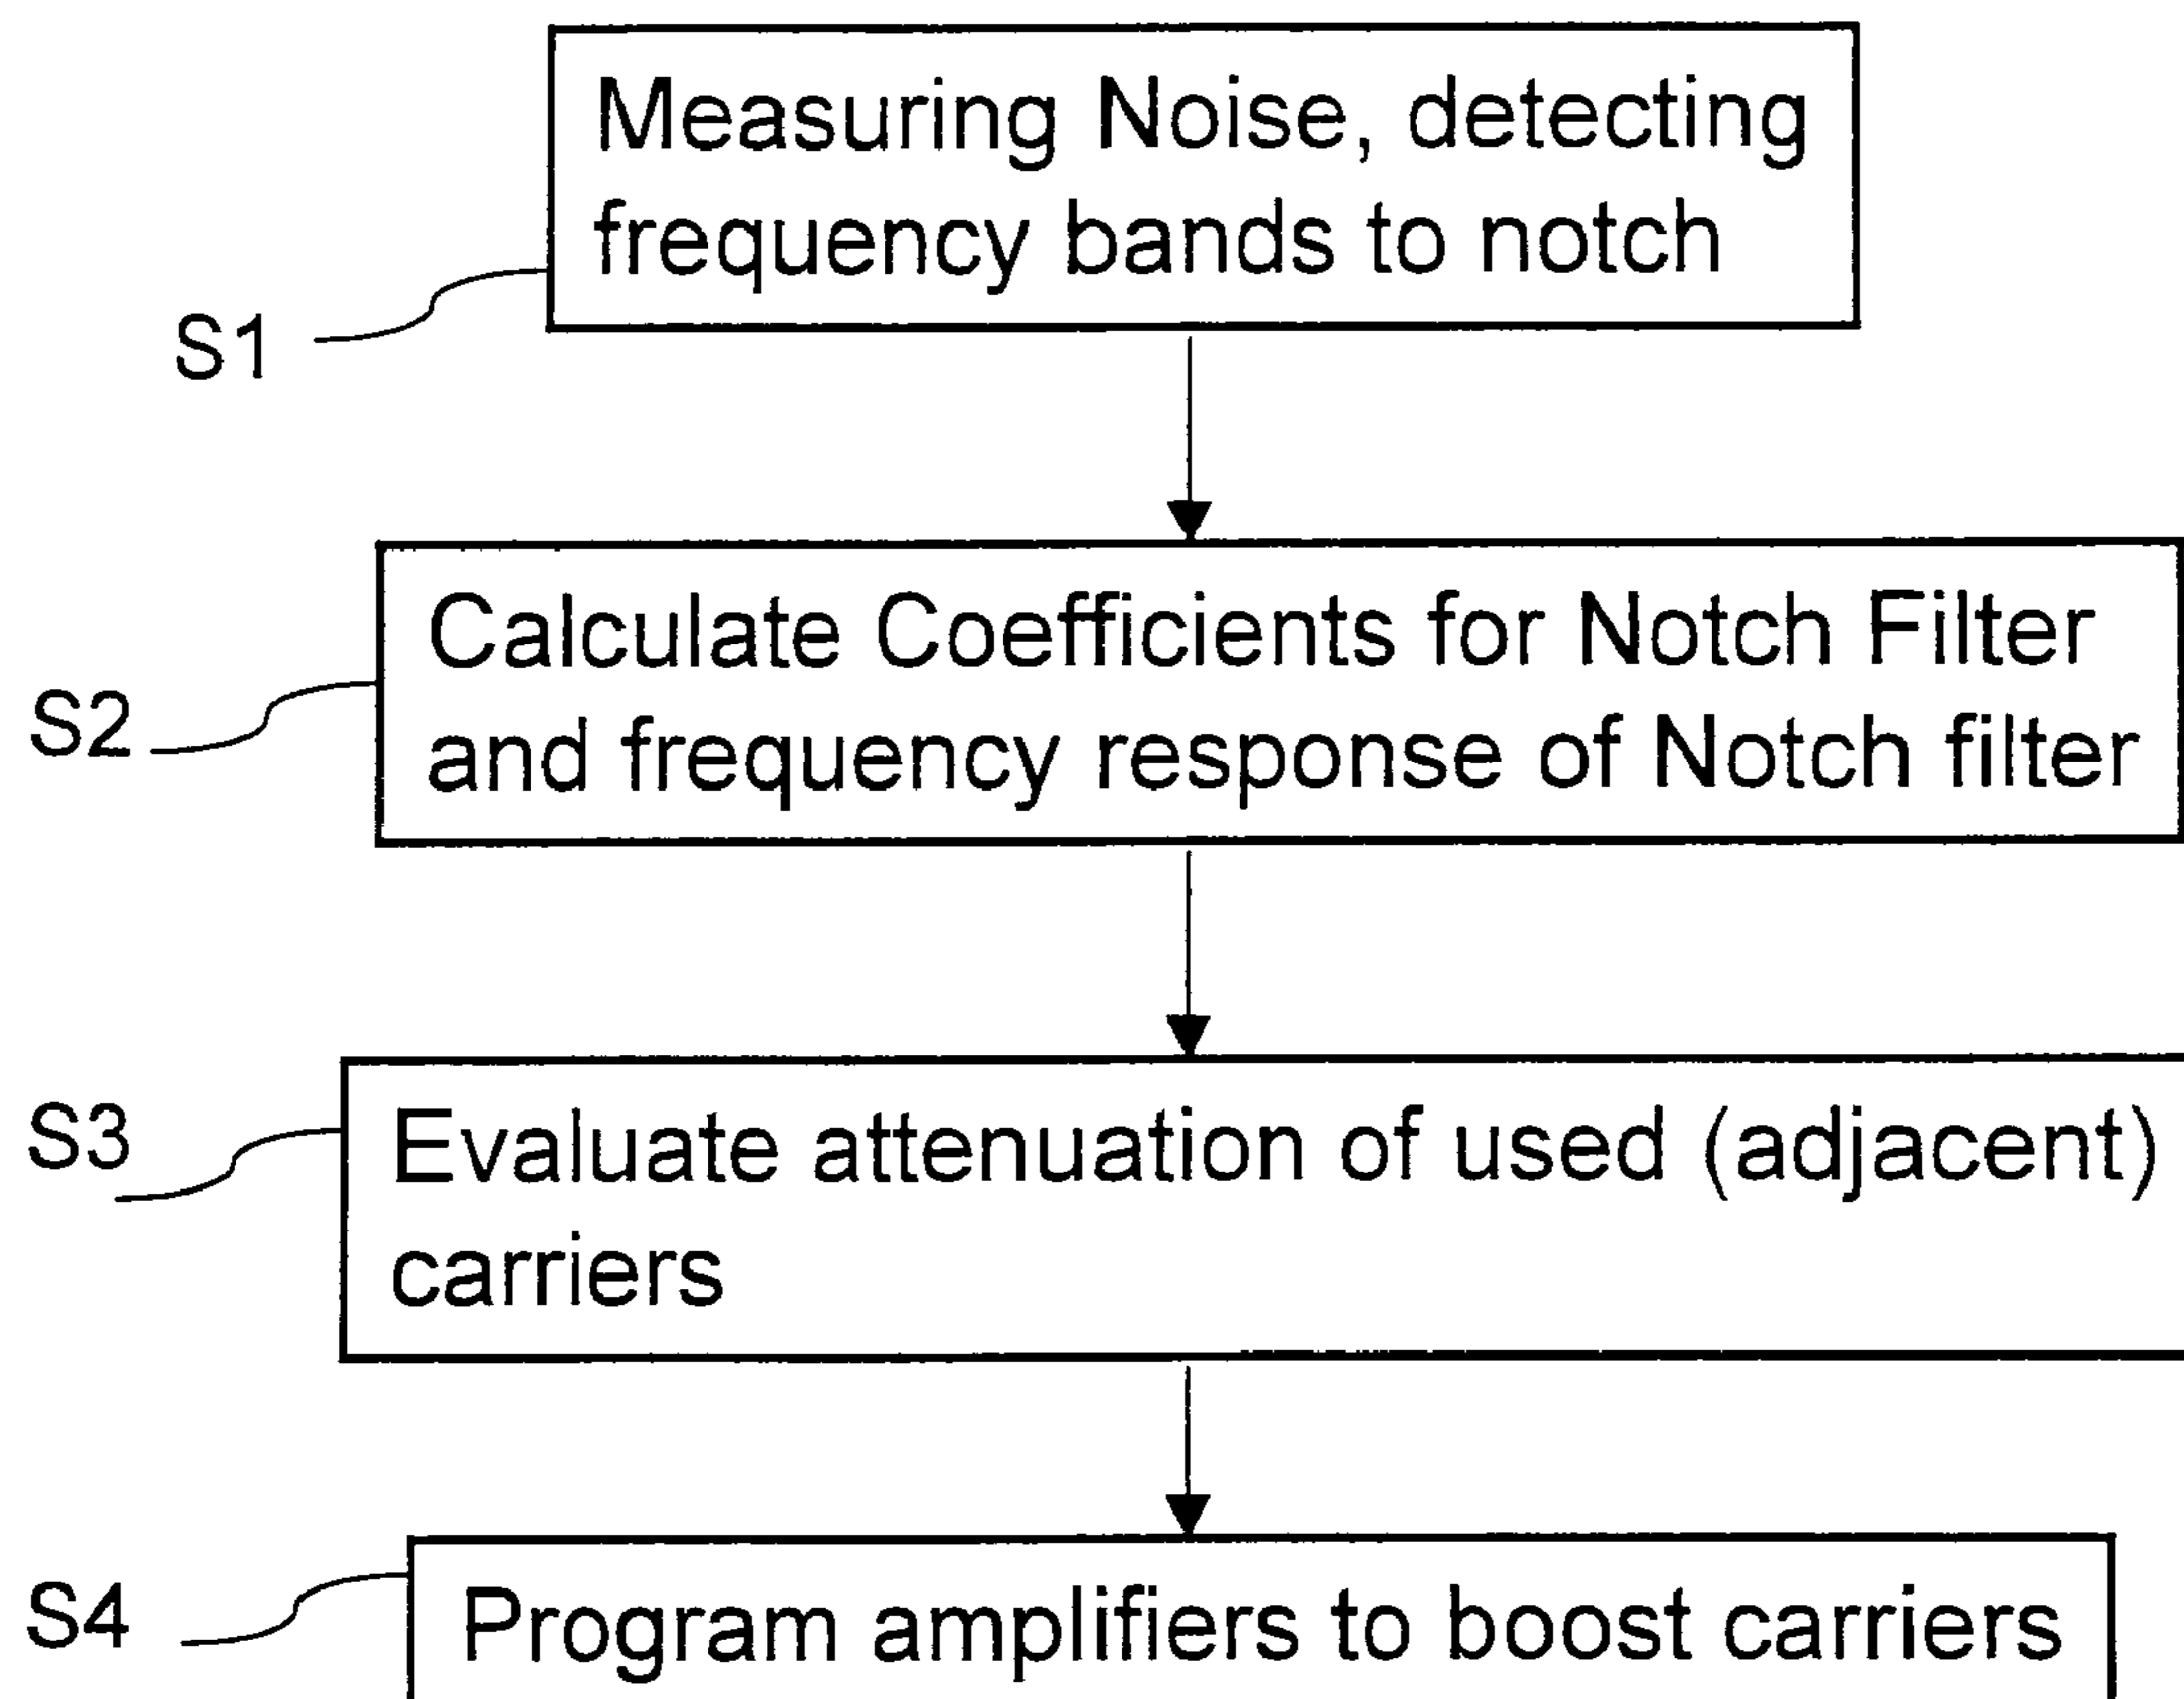 Measuring Noise, detecting
frequency bands to notch
S1
Calculate Coefficients for Notch Filter
and frequency response of Notch filter
S2
Evaluate attenuation of used (adjacent)
carriers
S3
Program amplifiers to boost carriers
S4